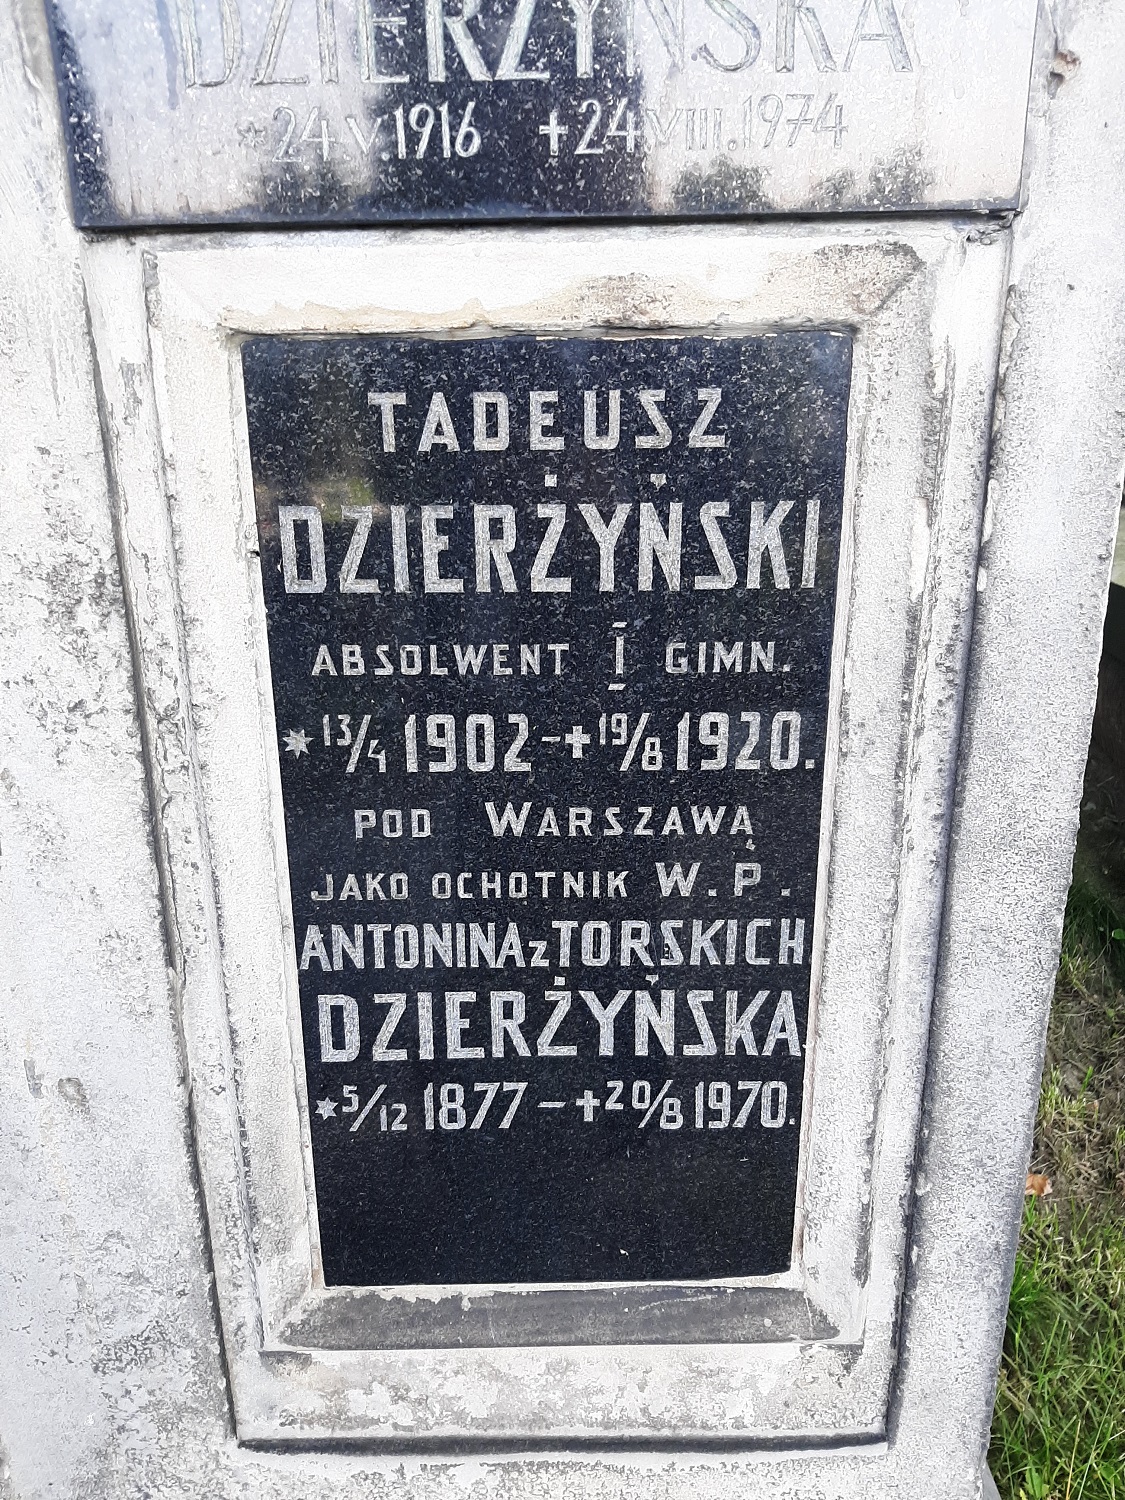 DZIERŻYŃSKA
* 24.V.1916 + 24.VIII.1974
TADEUSZ
DZIERŻYŃSKI
ABSOLWENT I GIMN.
* 13/4 1902 - + 19/8 1920.
POD WARSZAWĄ
JAKO OCHOTNIK W.P.
ANTONINA Z TORSKICH
DZIERŻYŃSKA
* 5/12 1877 - + 20/8 1970.